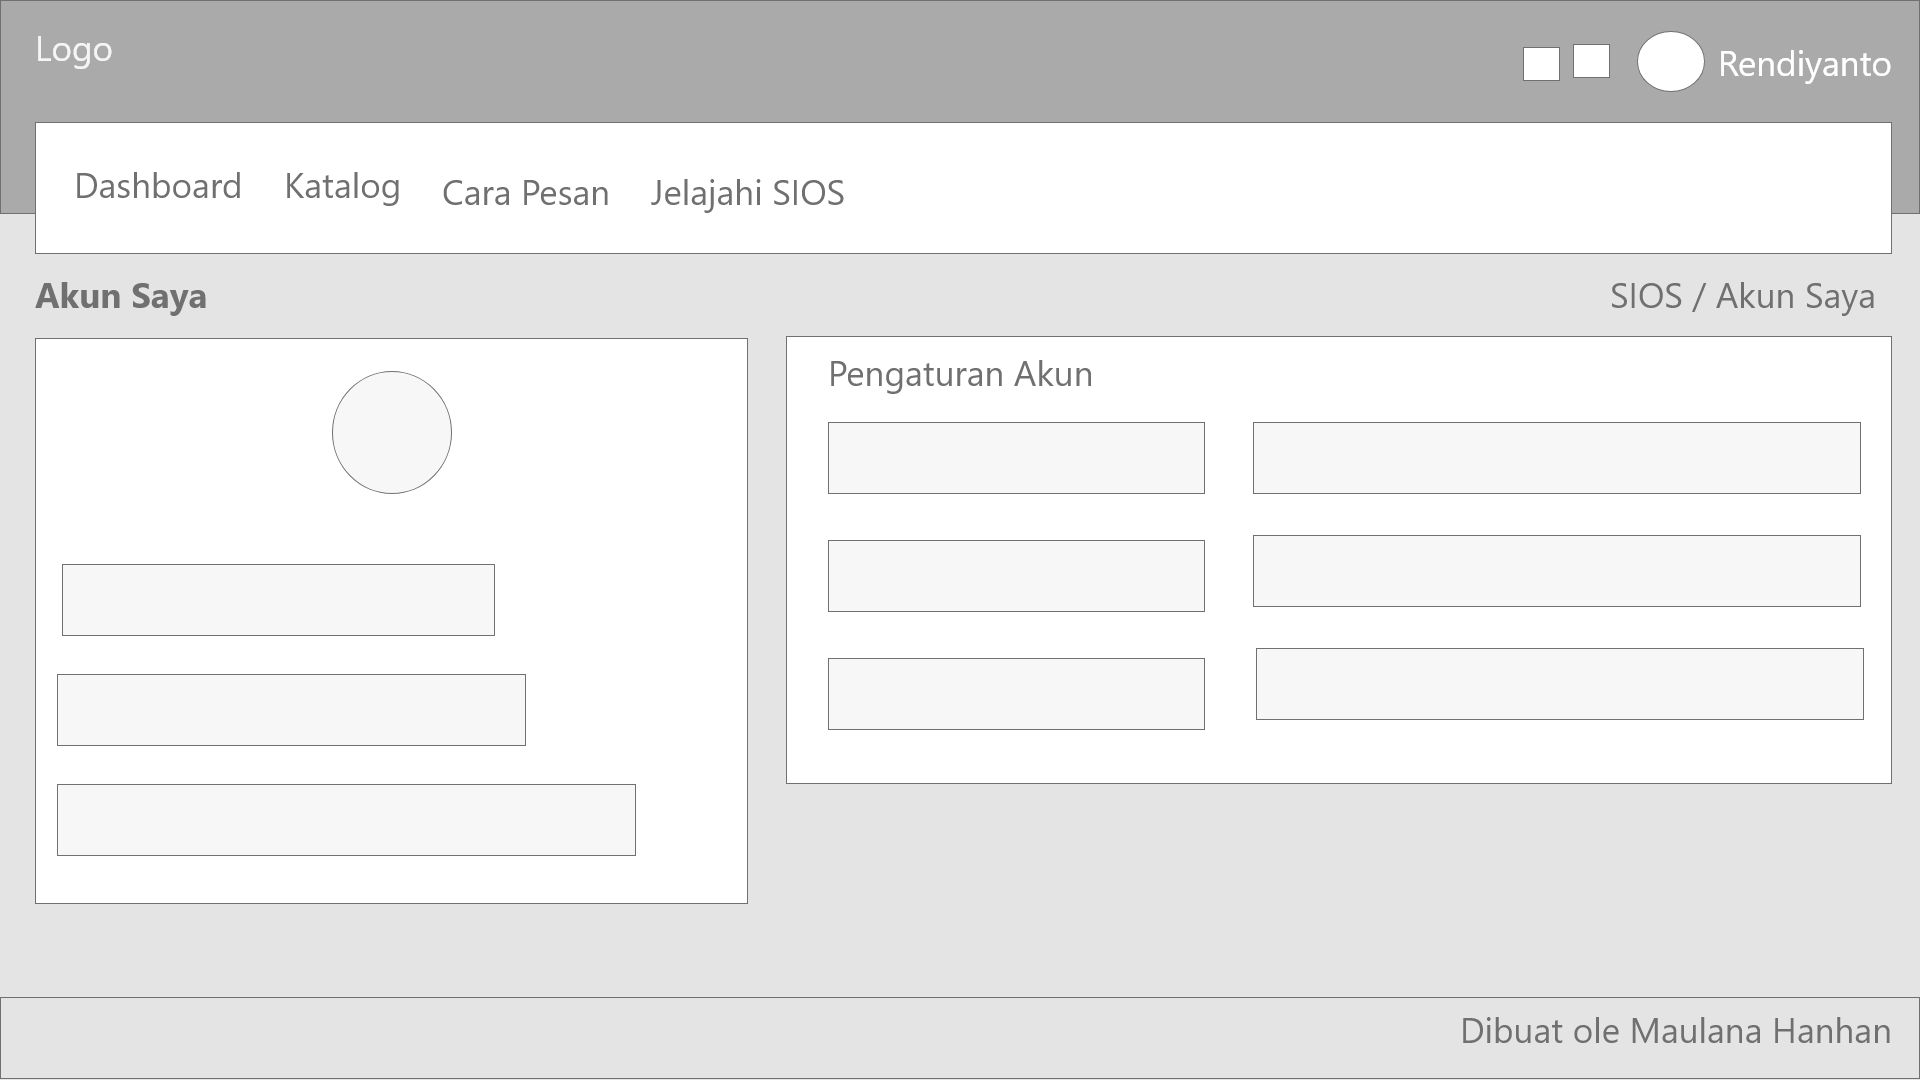 Logo
Rendiyanto
Dashboard Katalog Cara Pesan Jelajahi SIOS
Akun Saya
SIOS / Akun Saya
Pengaturan Akun
Dibuat ole Maulana Hanhan